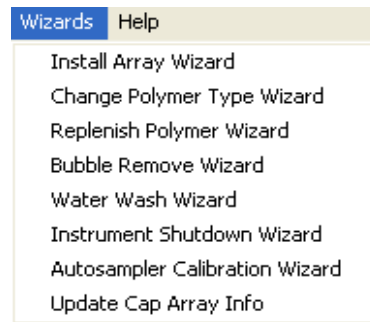 Wizards Help
Install Array Wizard
Change Polymer Type Wizard
Replenish Polymer Wizard
Bubble Remove Wizard
Water Wash Wizard
Instrument Shutdown Wizard
Autosampler Calibration Wizard
Update Cap Array Info